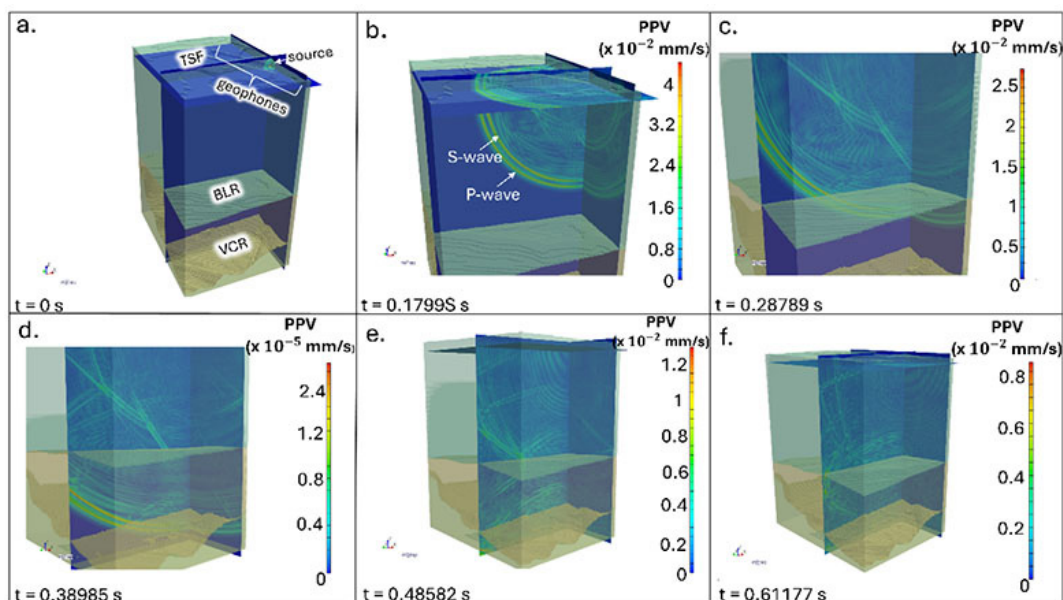 a.
TSF
source
geophones
BLR
VCR
t = 0 s
b.
PPV
(x 10⁻² mm/s)
4
3.2
2.4
1.6
0.8
0
S-wave
P-wave
t = 0.1799S s
c.
PPV
(x 10⁻² mm/s)
2.5
2
1.5
1
0.5
0
t = 0.28789 s
d.
PPV
(x 10⁻⁵ mm/s)
2.4
1.2
0.8
0.4
0
t = 0.38985 s
e.
PPV
(x 10⁻² mm/s)
1.2
1
0.8
0.6
0.4
0.2
0
t = 0.48582 s
f.
PPV
(x 10⁻² mm/s)
0.8
0.6
0.4
0.2
0
t = 0.61177 s